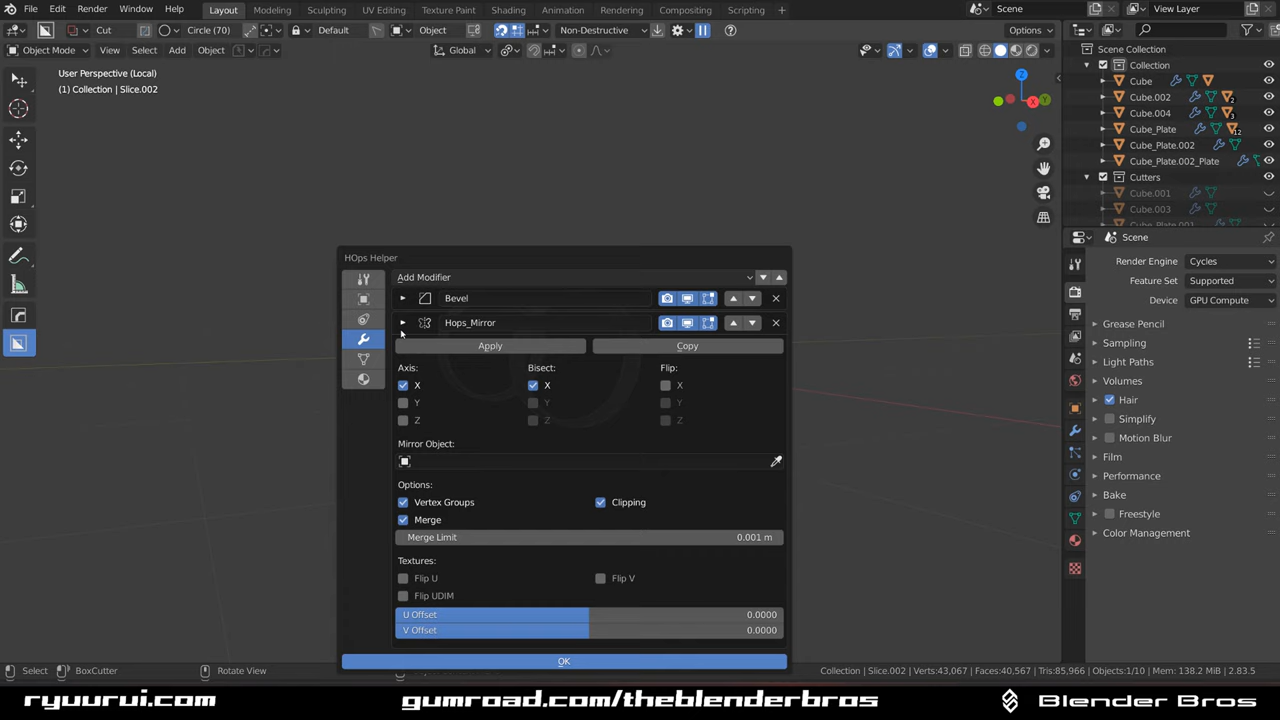 File Edit Render Window Help Layout Modeling Sculpting UV Editing Texture Paint Shading Animation Rendering Compositing Scripting Scene View Layer
Cut Circle (70) Default Object Non-Destructive Options
Object Mode View Select Add Object Global
User Perspective (Local)
(1) Collection | Slice.002
Z
X
Y
Scene Collection
Collection
Cube
Cube.002 2
Cube.004 3
Cube_Plate 12
Cube_Plate.002
Cube_Plate.002_Plate
Cutters
Cube.001
Cube.003
Cube_Plate.001
Scene
Render Engine Cycles
Feature Set Supported
Device GPU Compute
Grease Pencil
Sampling
Light Paths
Volumes
Hair
Simplify
Motion Blur
Film
Performance
Bake
Freestyle
Color Management
HOps Helper
Add Modifier
Bevel
Hops_Mirror
Apply Copy
Axis: Bisect: Flip:
X X X
Y Y Y
Z Z Z
Mirror Object:
Options:
Vertex Groups Clipping
Merge
Merge Limit 0.001 m
Textures:
Flip U Flip V
Flip UDIM
U Offset 0.0000
V Offset 0.0000
OK
Select BoxCutter Rotate View Collection | Slice.002 | Verts:43,067 | Faces:40,567 | Tris:85,966 | Objects:1/10 | Mem: 138.2 MiB | 2.83.5
ryuurui.com gumroad.com/theblenderbros Blender Bros